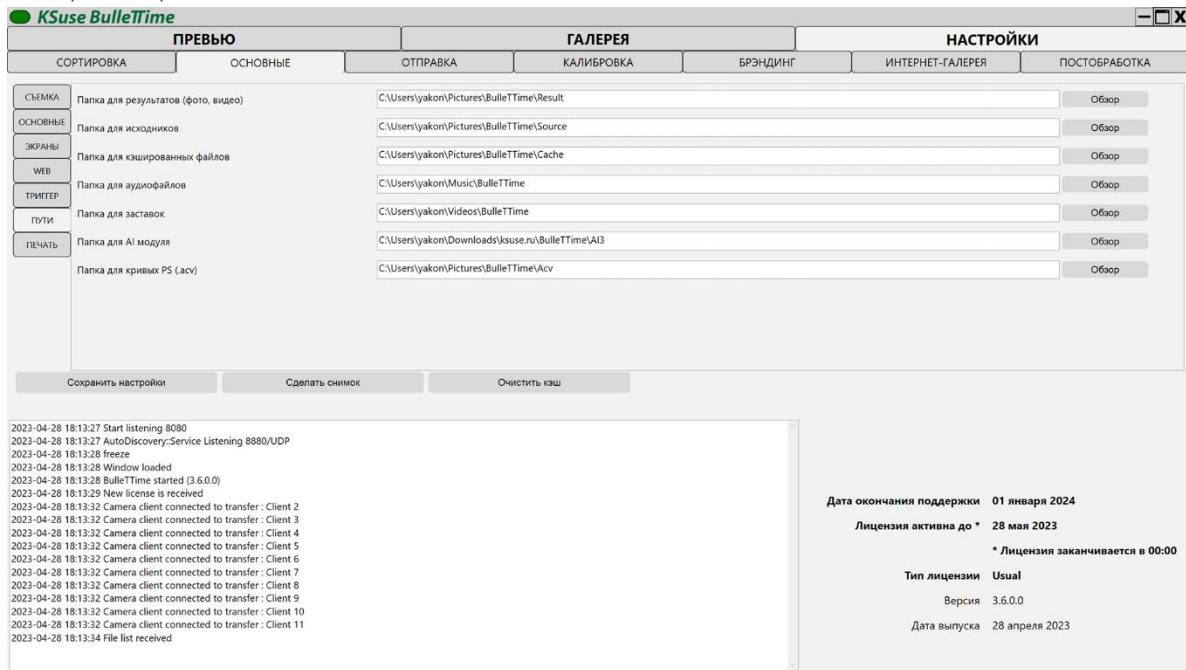 KSuse BulleTTime
ПРЕВЬЮ ГАЛЕРЕЯ НАСТРОЙКИ
СОРТИРОВКА ОСНОВНЫЕ ОТПРАВКА КАЛИБРОВКА БРЭНДИНГ ИНТЕРНЕТ-ГАЛЕРЕЯ ПОСТОБРАБОТКА
СЪЕМКА
ОСНОВНЫЕ
ЭКРАНЫ
WEB
ТРИГГЕР
ПУТИ
ПЕЧАТЬ
Папка для результатов (фото, видео) C:\Users\yakon\Pictures\BulleTTime\Result Обзор
Папка для исходников C:\Users\yakon\Pictures\BulleTTime\Source Обзор
Папка для кэшированных файлов C:\Users\yakon\Pictures\BulleTTime\Cache Обзор
Папка для аудиофайлов C:\Users\yakon\Music\BulleTTime Обзор
Папка для заставок C:\Users\yakon\Videos\BulleTTime Обзор
Папка для AI модуля C:\Users\yakon\Downloads\ksuse.ru\BulleTTime\AI3 Обзор
Папка для кривых PS (.acv) C:\Users\yakon\Pictures\BulleTTime\Acv Обзор
Сохранить настройки Сделать снимок Очистить кэш
2023-04-28 18:13:27 Start listening 8080
2023-04-28 18:13:27 AutoDiscovery::Service Listening 8880/UDP
2023-04-28 18:13:28 freeze
2023-04-28 18:13:28 Window loaded
2023-04-28 18:13:28 BulleTTime started (3.6.0.0)
2023-04-28 18:13:29 New license is received
2023-04-28 18:13:32 Camera client connected to transfer : Client 2
2023-04-28 18:13:32 Camera client connected to transfer : Client 3
2023-04-28 18:13:32 Camera client connected to transfer : Client 4
2023-04-28 18:13:32 Camera client connected to transfer : Client 5
2023-04-28 18:13:32 Camera client connected to transfer : Client 6
2023-04-28 18:13:32 Camera client connected to transfer : Client 7
2023-04-28 18:13:32 Camera client connected to transfer : Client 8
2023-04-28 18:13:32 Camera client connected to transfer : Client 9
2023-04-28 18:13:32 Camera client connected to transfer : Client 10
2023-04-28 18:13:32 Camera client connected to transfer : Client 11
2023-04-28 18:13:34 File list received
Дата окончания поддержки 01 января 2024
Лицензия активна до * 28 мая 2023
* Лицензия заканчивается в 00:00
Тип лицензии Usual
Версия 3.6.0.0
Дата выпуска 28 апреля 2023